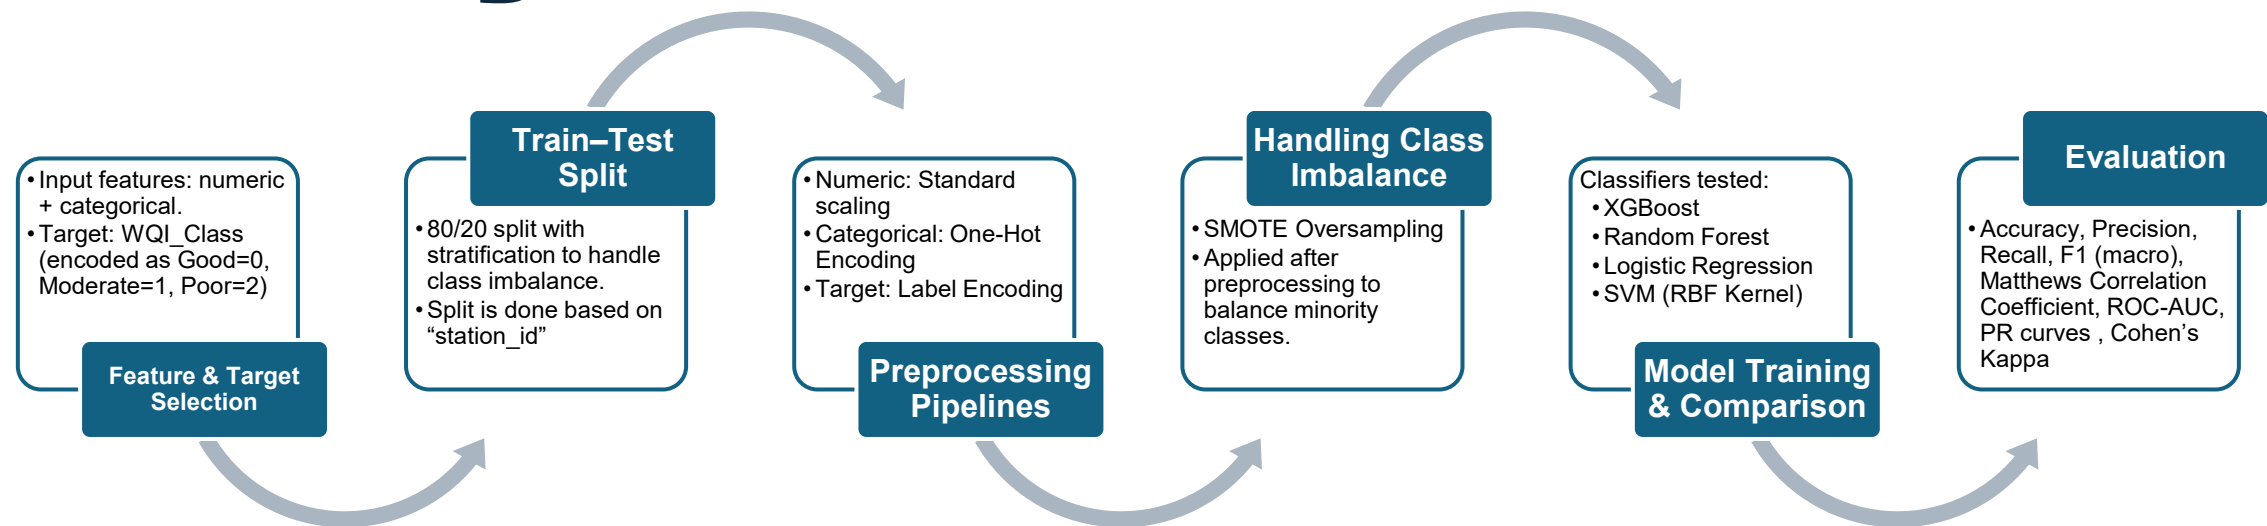 • Input features: numeric
+ categorical.
• Target: WQI_Class
(encoded as Good=0,
Moderate=1, Poor=2)
Feature & Target
Selection
Train–Test
Split
• 80/20 split with
stratification to handle
class imbalance.
• Split is done based on
“station_id”
• Numeric: Standard
scaling
• Categorical: One-Hot
Encoding
• Target: Label Encoding
Preprocessing
Pipelines
Handling Class
Imbalance
• SMOTE Oversampling
• Applied after
preprocessing to
balance minority
classes.
Classifiers tested:
• XGBoost
• Random Forest
• Logistic Regression
• SVM (RBF Kernel)
Model Training
& Comparison
Evaluation
• Accuracy, Precision,
Recall, F1 (macro),
Matthews Correlation
Coefficient, ROC-AUC,
PR curves , Cohen’s
Kappa